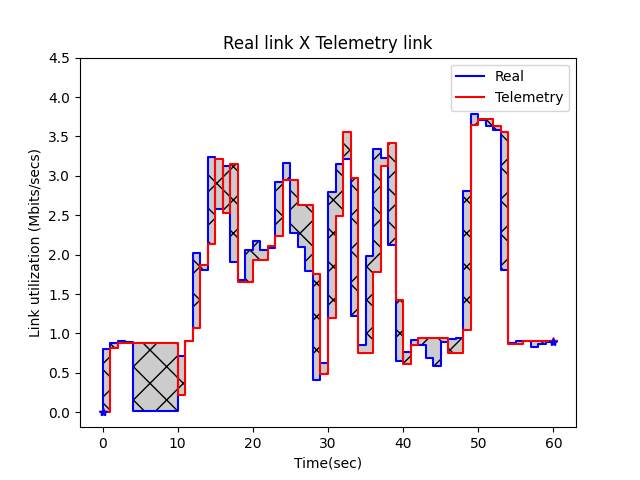 Real link X Telemetry link
Real
Telemetry
Link utilization (Mbits/secs)
4.5
4.0
3.5
3.0
2.5
2.0
1.5
1.0
0.5
0.0
0 10 20 30 40 50 60
Time(sec)